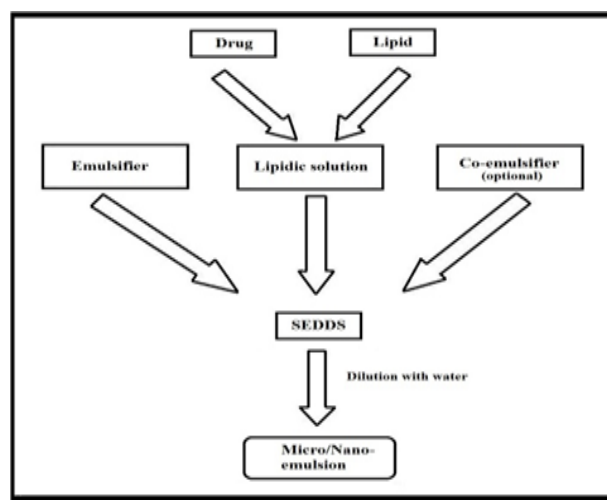 Drug
Lipid
Emulsifier
Lipidic solution
Co-emulsifier
(optional)
SEDDS
Dilution with water
Micro/Nano-
emulsion